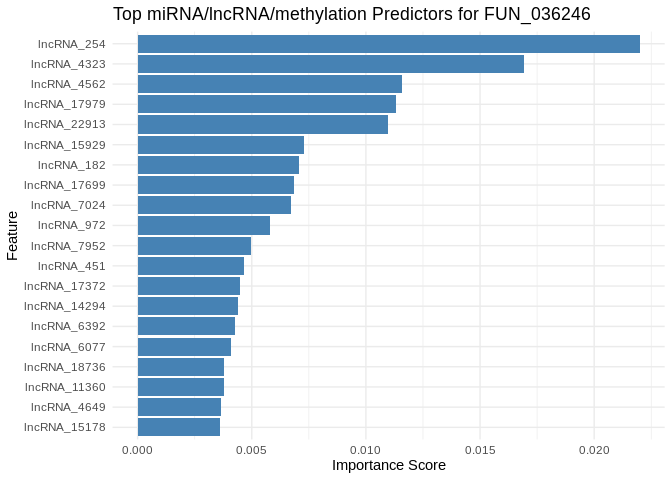 Top miRNA/lncRNA/methylation Predictors for FUN_036246
Feature
lncRNA_254
lncRNA_4323
lncRNA_4562
lncRNA_17979
lncRNA_22913
lncRNA_15929
lncRNA_182
lncRNA_17699
lncRNA_7024
lncRNA_972
lncRNA_7952
lncRNA_451
lncRNA_17372
lncRNA_14294
lncRNA_6392
lncRNA_6077
lncRNA_18736
lncRNA_11360
lncRNA_4649
lncRNA_15178
0.000 0.005 0.010 0.015 0.020
Importance Score